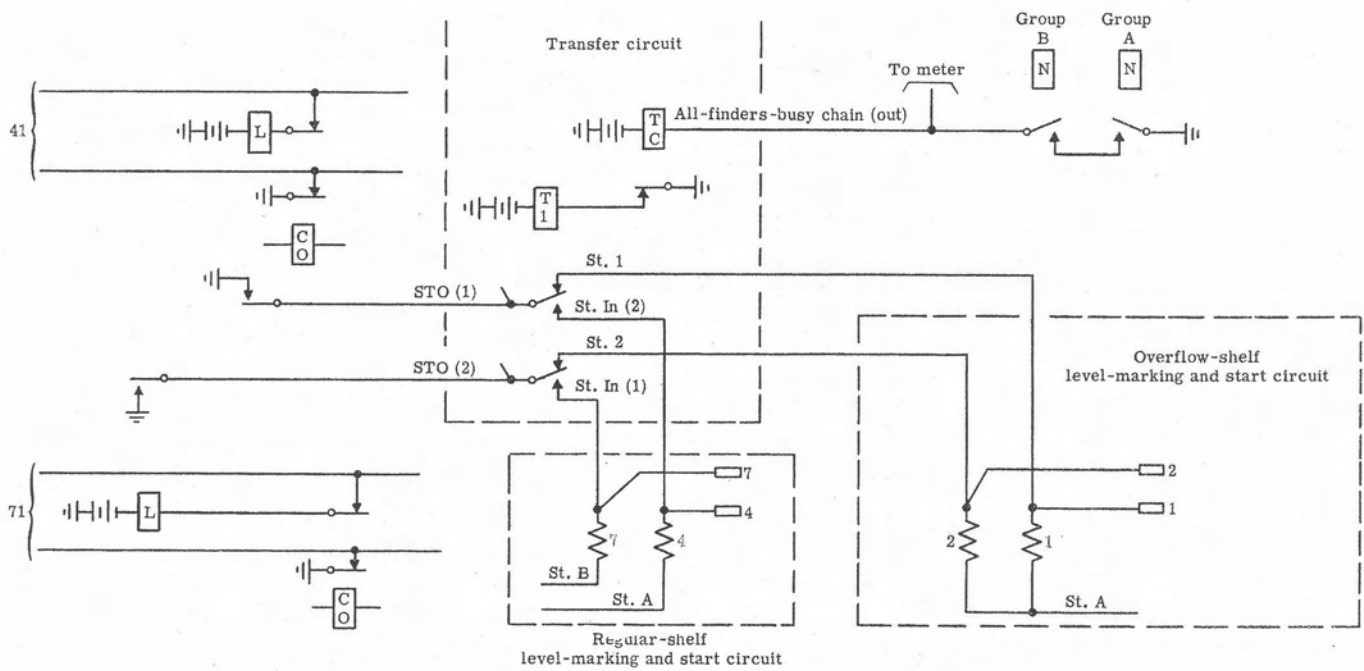 Group
B
Group
A
N
N
Transfer circuit
To meter
41
L
T
C
All-finders-busy chain (out)
T
1
C
O
St. 1
STO (1)
St. In (2)
St. 2
STO (2)
St. In (1)
Overflow-shelf
level-marking and start circuit
71
L
7
4
7
4
2
1
2
1
St. B
St. A
St. A
C
O
Regular-shelf
level-marking and start circuit